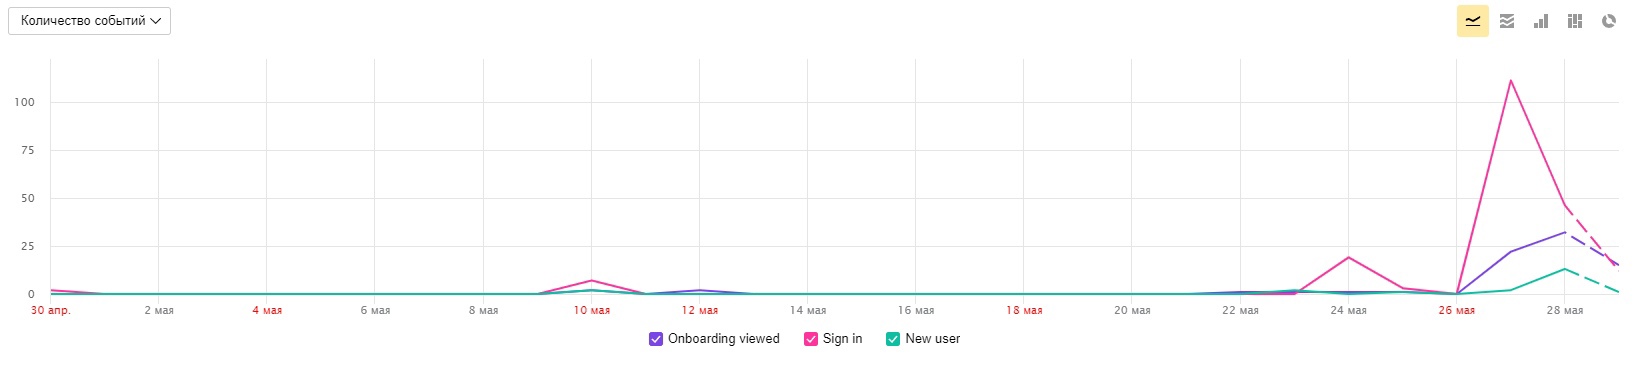 Количество событий
100
75
50
25
0
30 апр. 2 мая 4 мая 6 мая 8 мая 10 мая 12 мая 14 мая 16 мая 18 мая 20 мая 22 мая 24 мая 26 мая 28 мая
Onboarding viewed Sign in New user